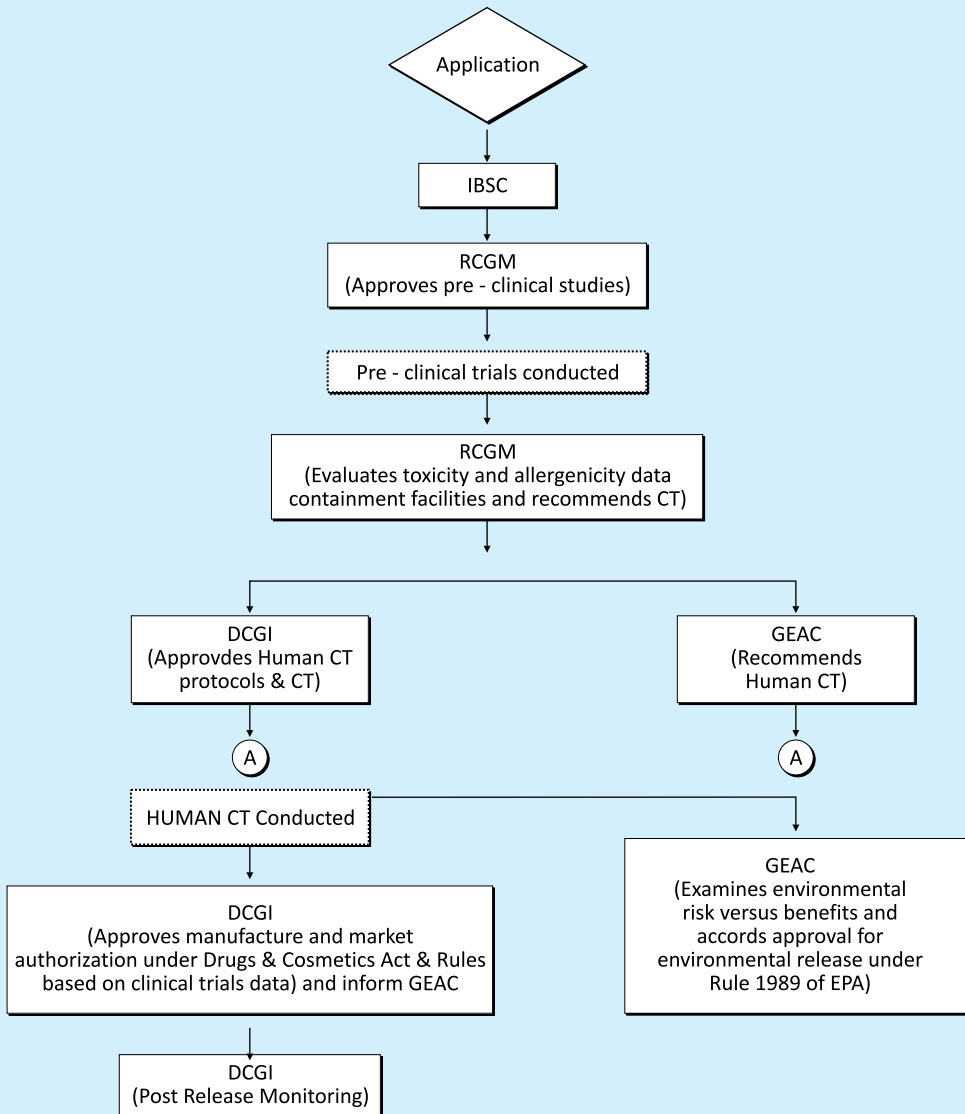 Application
IBSC
RCGM
(Approves pre - clinical studies)
Pre - clinical trials conducted
RCGM
(Evaluates toxicity and allergenicity data
containment facilities and recommends CT)
DCGI
(Approvdes Human CT
protocols & CT)
GEAC
(Recommends
Human CT)
A
A
HUMAN CT Conducted
DCGI
(Approves manufacture and market
authorization under Drugs & Cosmetics Act & Rules
based on clinical trials data) and inform GEAC
GEAC
(Examines environmental
risk versus benefits and
accords approval for
environmental release under
Rule 1989 of EPA)
DCGI
(Post Release Monitoring)